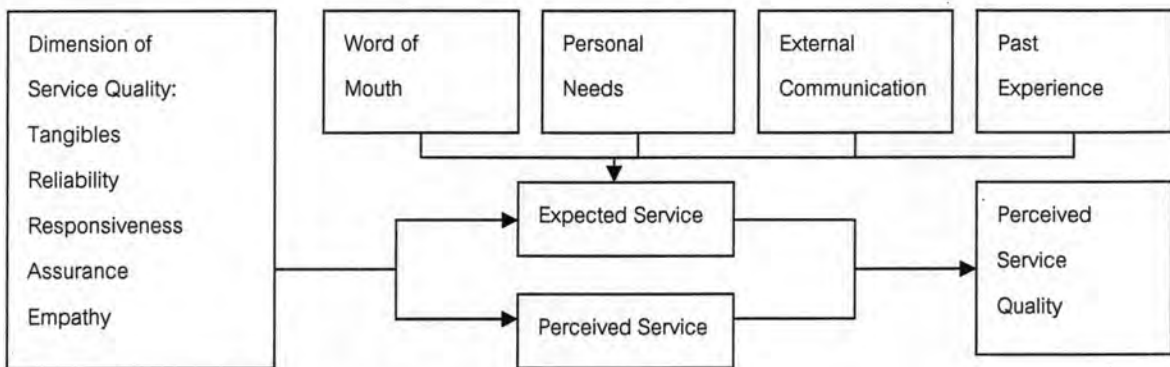 Dimension of
Service Quality:
Tangibles
Reliability
Responsiveness
Assurance
Empathy
Word of
Mouth
Personal
Needs
External
Communication
Past
Experience
Expected Service
Perceived Service
Perceived
Service
Quality